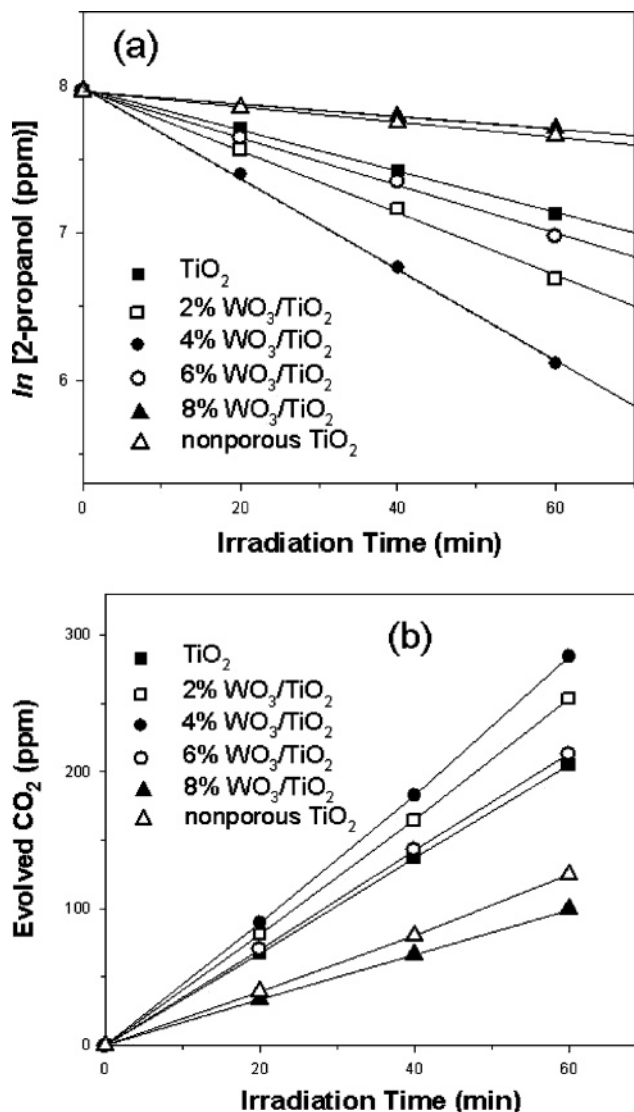 (a)
8
7
6
ln [2-propanol (ppm)]
TiO₂
2% WO₃/TiO₂
4% WO₃/TiO₂
6% WO₃/TiO₂
8% WO₃/TiO₂
nonporous TiO₂
0 20 40 60
Irradiation Time (min)
(b)
300
200
100
0
Evolved CO₂ (ppm)
TiO₂
2% WO₃/TiO₂
4% WO₃/TiO₂
6% WO₃/TiO₂
8% WO₃/TiO₂
nonporous TiO₂
0 20 40 60
Irradiation Time (min)